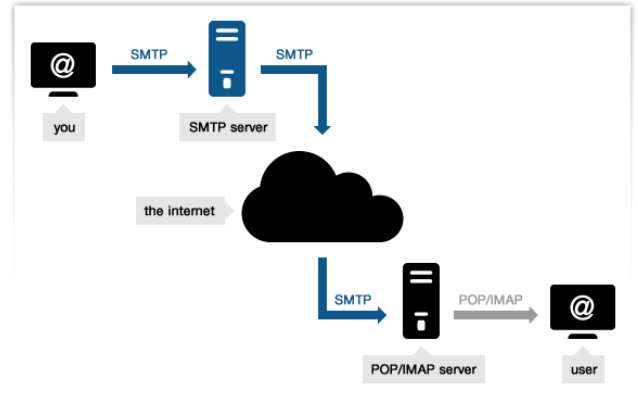 SMTP
SMTP
@
you
SMTP server
the internet
SMTP
POP/IMAP
@
POP/IMAP server
user